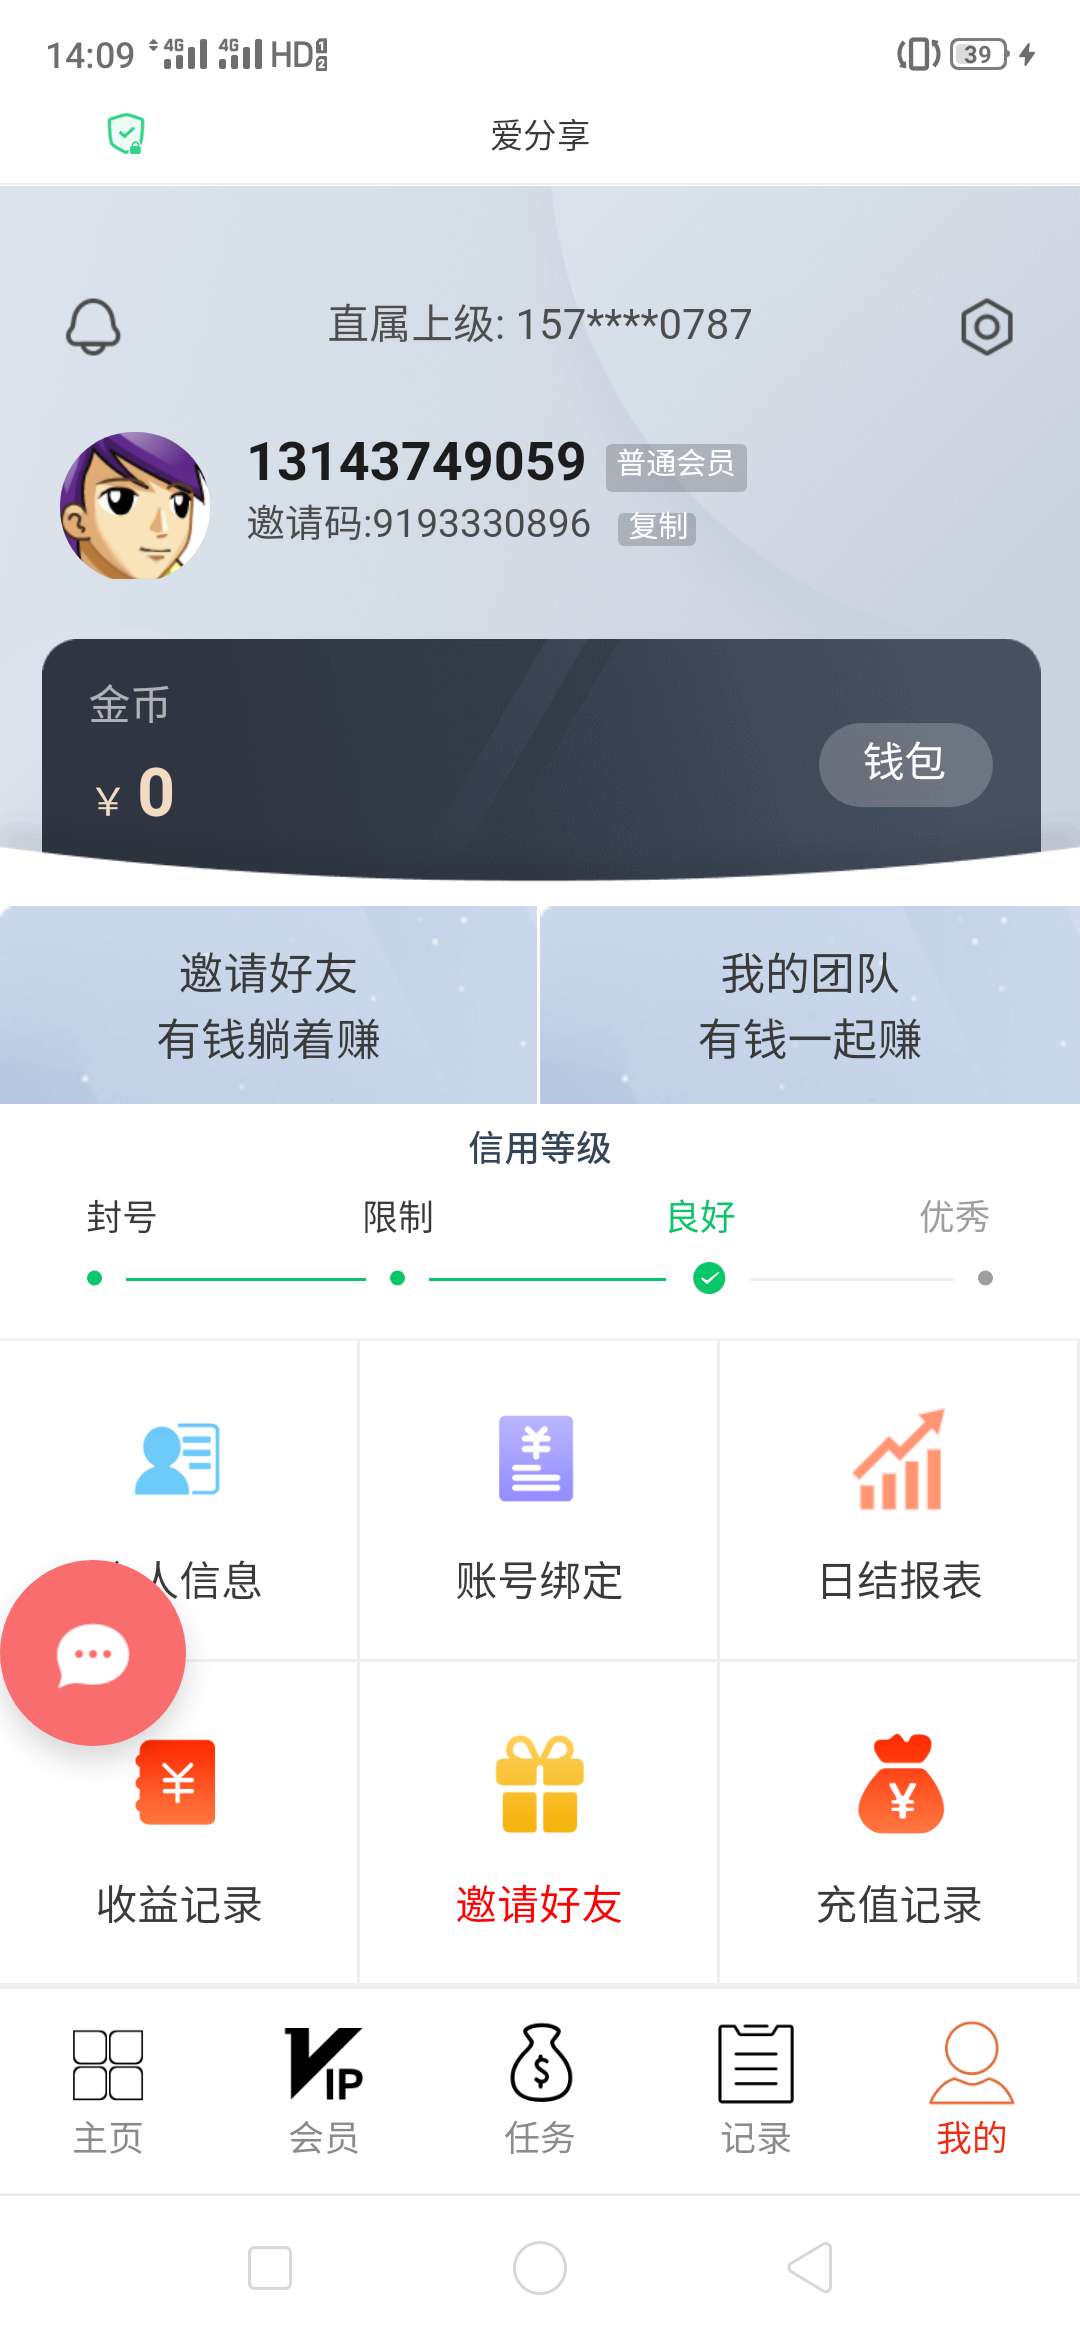 14:09 4G 4G HD 1 2 39
爱分享
直属上级: 157****0787
13143749059 普通会员
邀请码:9193330896 复制
金币
¥ 0
钱包
邀请好友
有钱躺着赚
我的团队
有钱一起赚
信用等级
封号 限制 良好 优秀
人信息 账号绑定 日结报表
收益记录 邀请好友 充值记录
主页 VIP 会员 任务 记录 我的